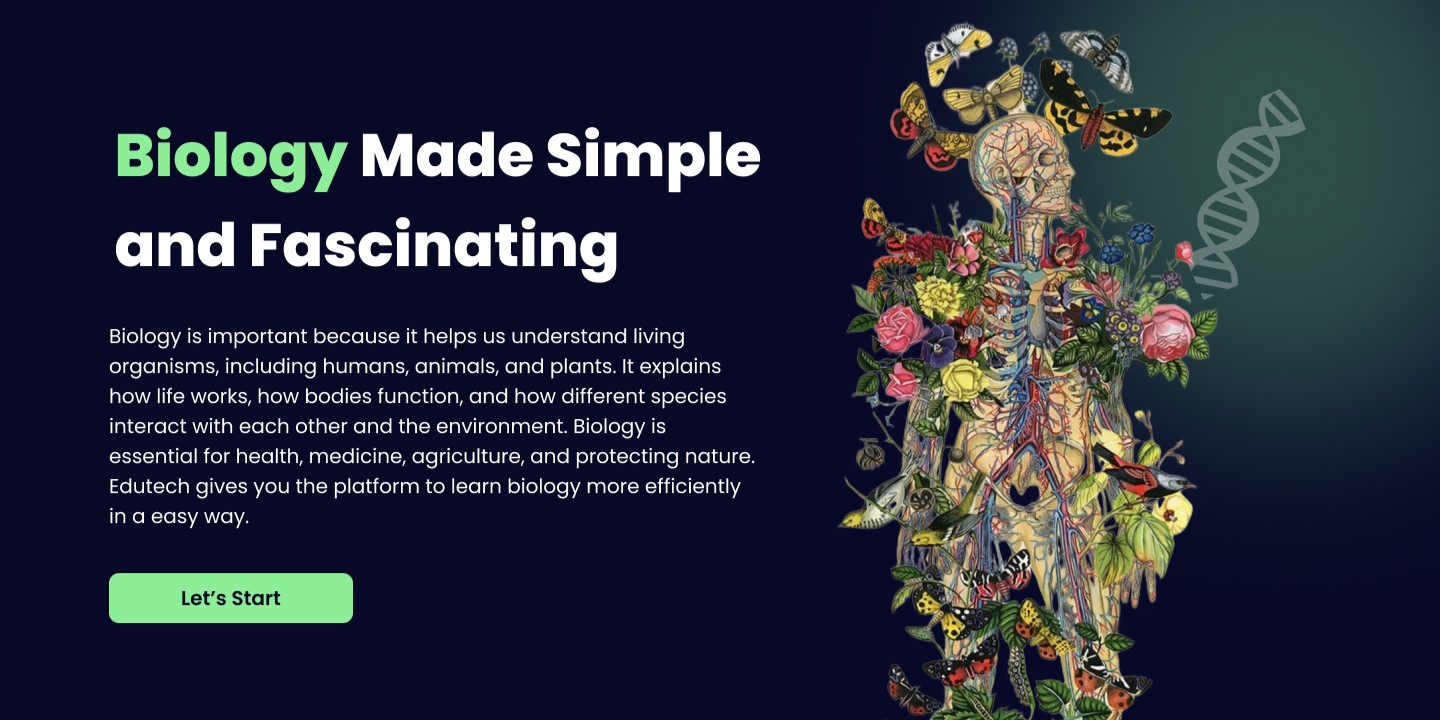 Biology Made Simple
and Fascinating
Biology is important because it helps us understand living
organisms, including humans, animals, and plants. It explains
how life works, how bodies function, and how different species
interact with each other and the environment. Biology is
essential for health, medicine, agriculture, and protecting nature.
Edutech gives you the platform to learn biology more efficiently
in a easy way.
Let’s Start